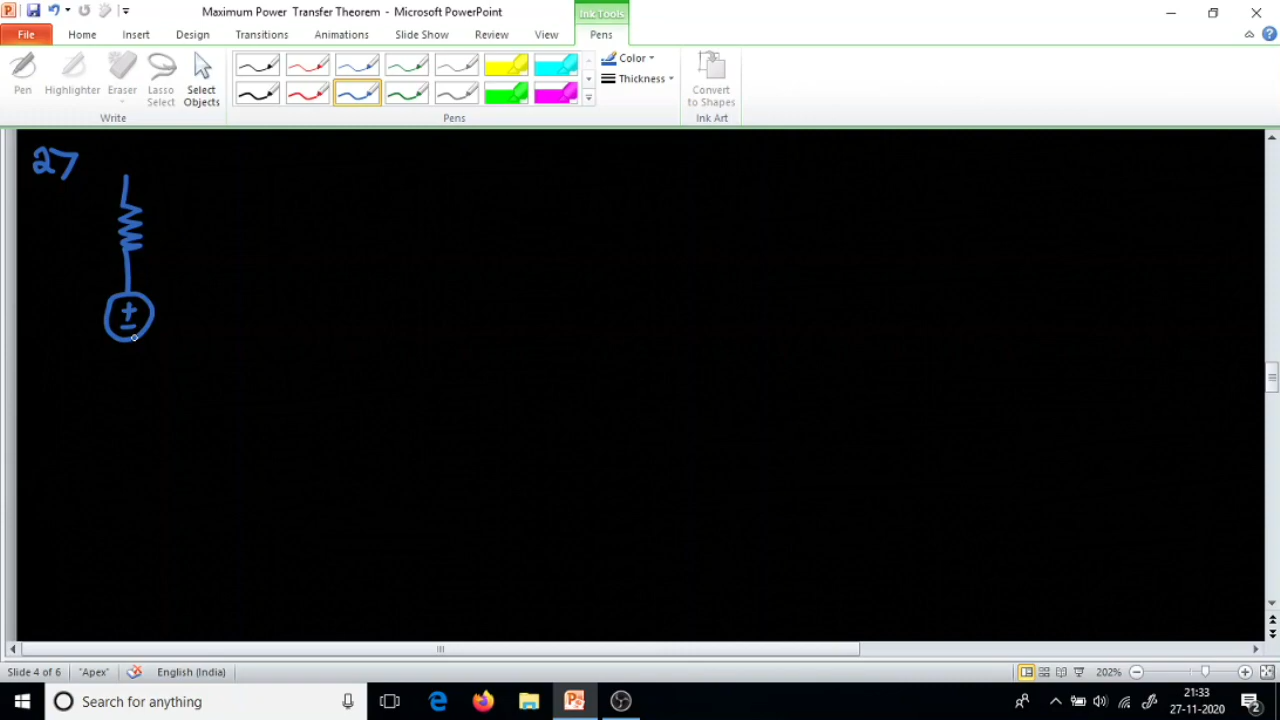 Maximum Power Transfer Theorem - Microsoft PowerPoint
Ink Tools
File
Home
Insert
Design
Transitions
Animations
Slide Show
Review
View
Pens
Pen
Highlighter
Eraser
Lasso
Select
Select
Objects
Color
Thickness
Convert
to Shapes
Write
Pens
Ink Art
27
+
-
Slide 4 of 6
"Apex"
English (India)
202%
Search for anything
21:33
27-11-2020
2